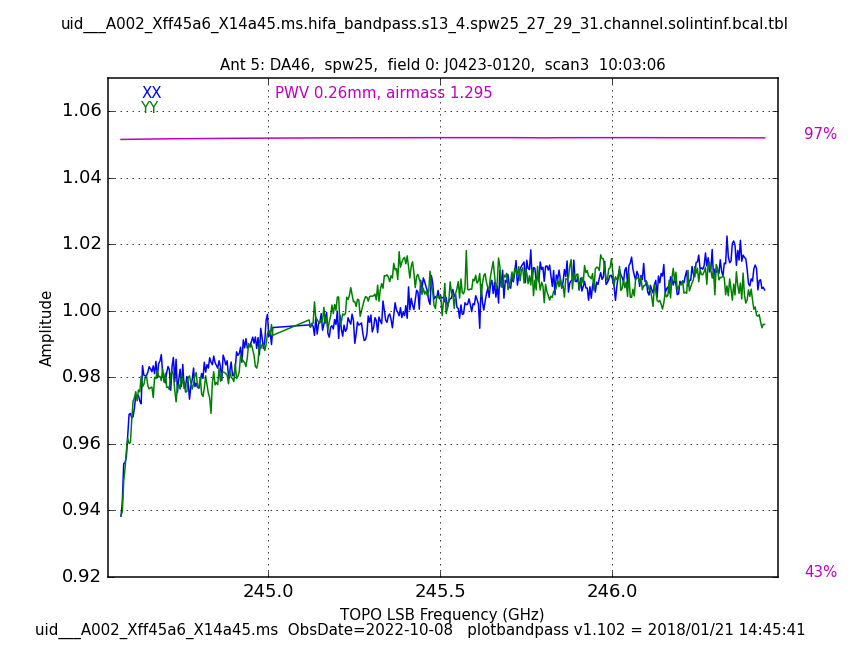 uid___A002_Xff45a6_X14a45.ms.hifa_bandpass.s13_4.spw25_27_29_31.channel.solintinf.bcal.tbl
Ant 5: DA46,  spw25,  field 0: J0423-0120,  scan3  10:03:06
XX
PWV 0.26mm, airmass 1.295
YY
1.06
97%
1.04
1.02
1.00
Amplitude
0.98
0.96
0.94
0.92
43%
245.0
245.5
246.0
TOPO LSB Frequency (GHz)
uid___A002_Xff45a6_X14a45.ms  ObsDate=2022-10-08   plotbandpass v1.102 = 2018/01/21 14:45:41